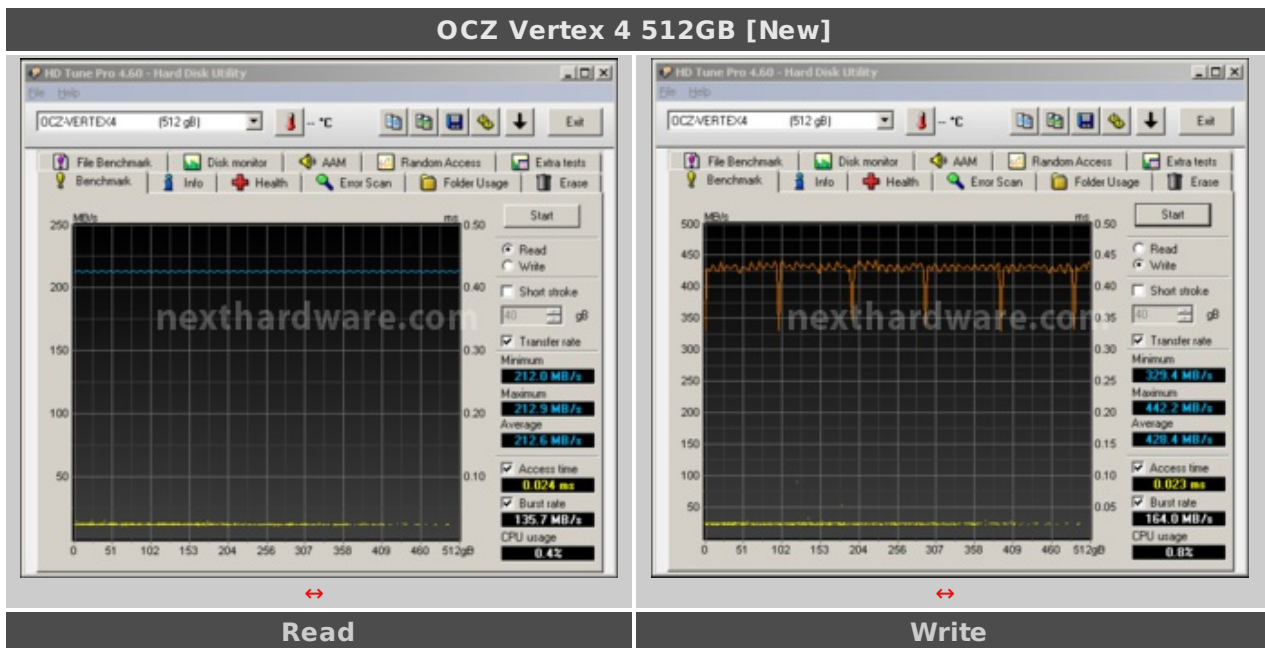 OCZ Vertex 4 512GB [New]
HD Tune Pro 4.60 - Hard Disk Utility
File Help
OCZ-VERTEX4 (512 gB)
-- °C
Exit
File Benchmark Disk monitor AAM Random Access Extra tests
Benchmark Info Health Error Scan Folder Usage Erase
Start
MB/s
ms
250
200
150
100
50
0.50
0.40
0.30
0.20
0.10
0 51 102 153 204 256 307 358 409 460 512gB
Read
Write
Short stroke
40 gB
Transfer rate
Minimum
212.0 MB/s
Maximum
212.9 MB/s
Average
212.6 MB/s
Access time
0.024 ms
Burst rate
135.7 MB/s
CPU usage
0.4%
nexthardware.com
↔
Read
HD Tune Pro 4.60 - Hard Disk Utility
File Help
OCZ-VERTEX4 (512 gB)
-- °C
Exit
File Benchmark Disk monitor AAM Random Access Extra tests
Benchmark Info Health Error Scan Folder Usage Erase
Start
MB/s
ms
500
450
400
350
300
250
200
150
100
50
0.50
0.45
0.40
0.35
0.30
0.25
0.20
0.15
0.10
0.05
0 51 102 153 204 256 307 358 409 460 512gB
Read
Write
Short stroke
40 gB
Transfer rate
Minimum
329.4 MB/s
Maximum
442.2 MB/s
Average
428.4 MB/s
Access time
0.023 ms
Burst rate
164.0 MB/s
CPU usage
0.8%
nexthardware.com
↔
Write